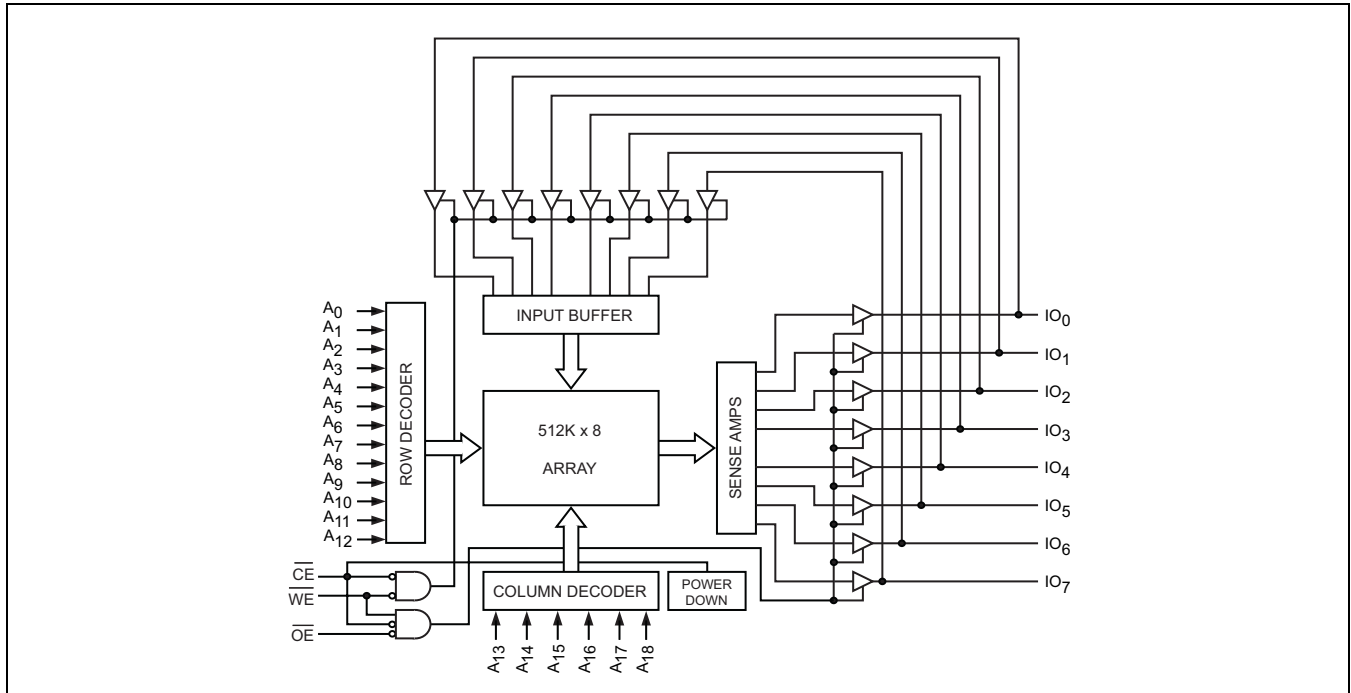 INPUT BUFFER
A0
A1
A2
A3
A4
A5
A6
A7
A8
A9
A10
A11
A12
ROW DECODER
512K x 8
ARRAY
SENSE AMPS
IO0
IO1
IO2
IO3
IO4
IO5
IO6
IO7
CE
WE
OE
COLUMN DECODER
POWER
DOWN
A13
A14
A15
A16
A17
A18